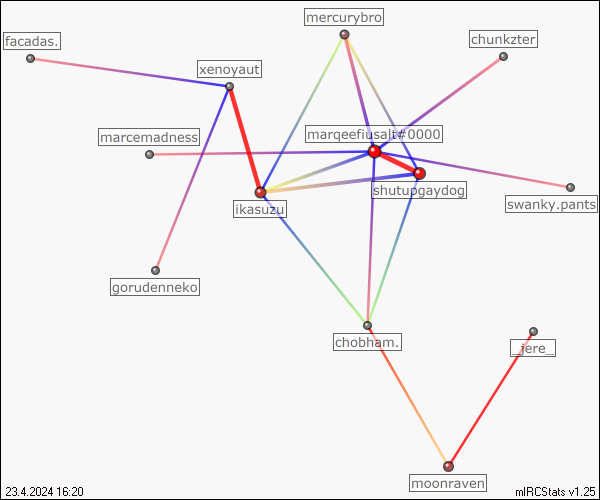 mercurybro
facadas.
chunkzter
xenoyaut
marqeefiusalt#0000
marcemadness
shutupgaydog
swanky.pants
ikasuzu
gorudenneko
chobham.
_jere_
moonraven
23.4.2024 16:20
mIRCStats v1.25